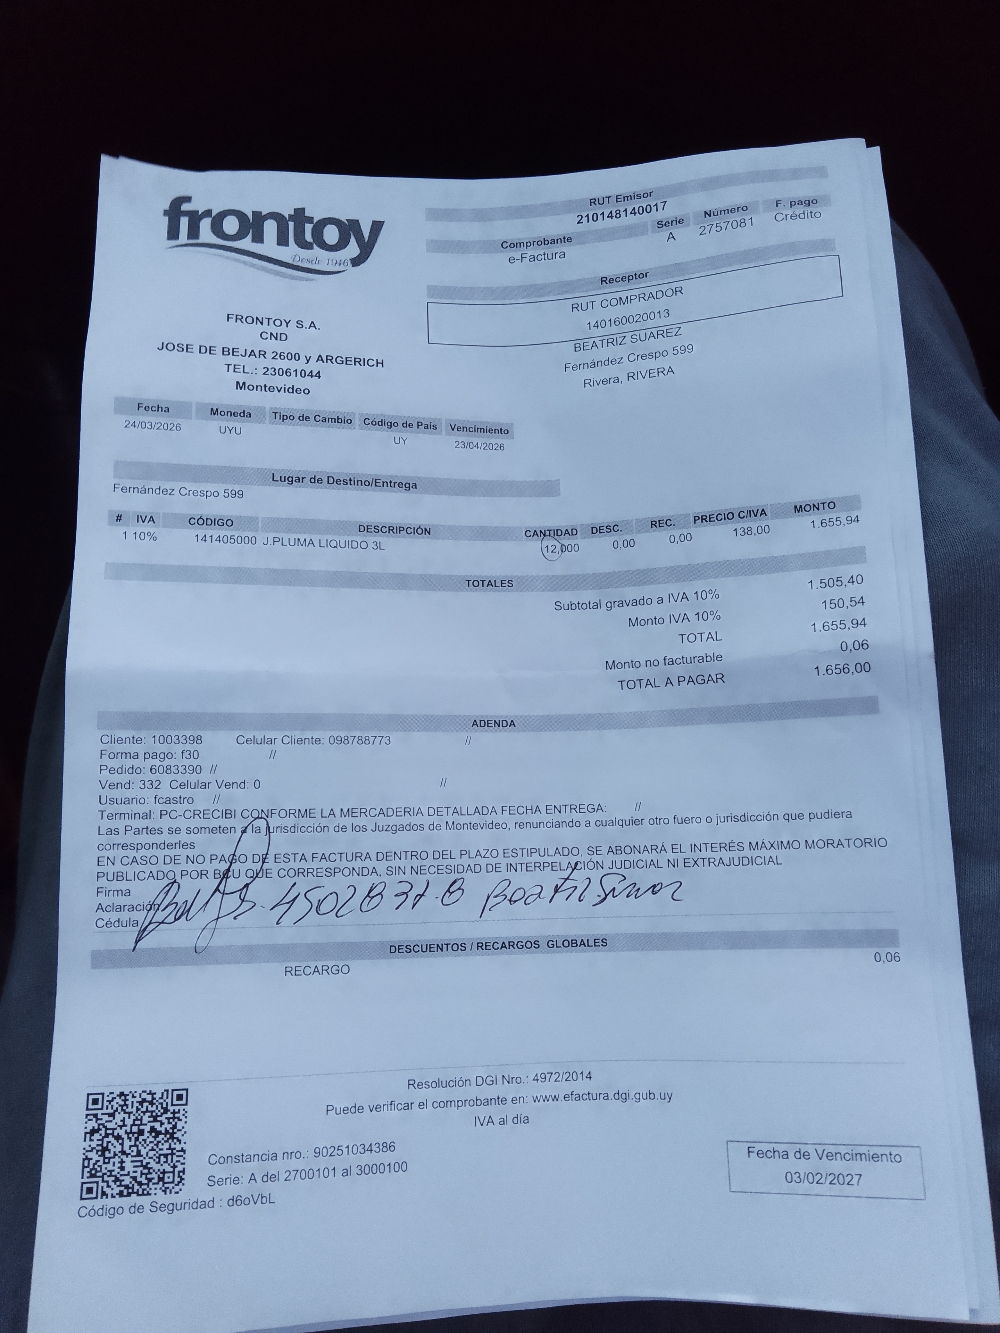 frontoy
Desde 1946
FRONTOY S.A.
CND
JOSE DE BEJAR 2600 y ARGERICH
TEL.: 23061044
Montevideo
RUT Emisor
210148140017
Comprobante Serie Número F. pago
e-Factura A 2757081 Crédito
Receptor
RUT COMPRADOR
140160020013
BEATRIZ SUAREZ
Fernández Crespo 599
Rivera, RIVERA
Fecha Moneda Tipo de Cambio Código de País Vencimiento
24/03/2026 UYU UY 23/04/2026
Lugar de Destino/Entrega
Fernández Crespo 599
# IVA CÓDIGO DESCRIPCIÓN CANTIDAD DESC. REC. PRECIO C/IVA MONTO
1 10% 141405000 J.PLUMA LIQUIDO 3L 12,000 0,00 0,00 138,00 1.655,94
TOTALES
Subtotal gravado a IVA 10% 1.505,40
Monto IVA 10% 150,54
TOTAL 1.655,94
Monto no facturable 0,06
TOTAL A PAGAR 1.656,00
ADENDA
Cliente: 1003398 Celular Cliente: 098788773 //
Forma pago: f30 //
Pedido: 6083390 //
Vend: 332 Celular Vend: 0 //
Usuario: fcastro //
Terminal: PC-CRECIBI CONFORME LA MERCADERIA DETALLADA FECHA ENTREGA: //
Las Partes se someten a la jurisdicción de los Juzgados de Montevideo, renunciando a cualquier otro fuero o jurisdicción que pudiera
corresponderles
EN CASO DE NO PAGO DE ESTA FACTURA DENTRO DEL PLAZO ESTIPULADO, SE ABONARÁ EL INTERÉS MÁXIMO MORATORIO
PUBLICADO POR BCU QUE CORRESPONDA, SIN NECESIDAD DE INTERPELACIÓN JUDICIAL NI EXTRAJUDICIAL
Firma
Aclaración
Cédula
DESCUENTOS / RECARGOS GLOBALES
RECARGO 0,06
Resolución DGI Nro.: 4972/2014
Puede verificar el comprobante en: www.efactura.dgi.gub.uy
IVA al día
Constancia nro.: 90251034386
Serie: A del 2700101 al 3000100
Código de Seguridad : d6oVbL
Fecha de Vencimiento
03/02/2027